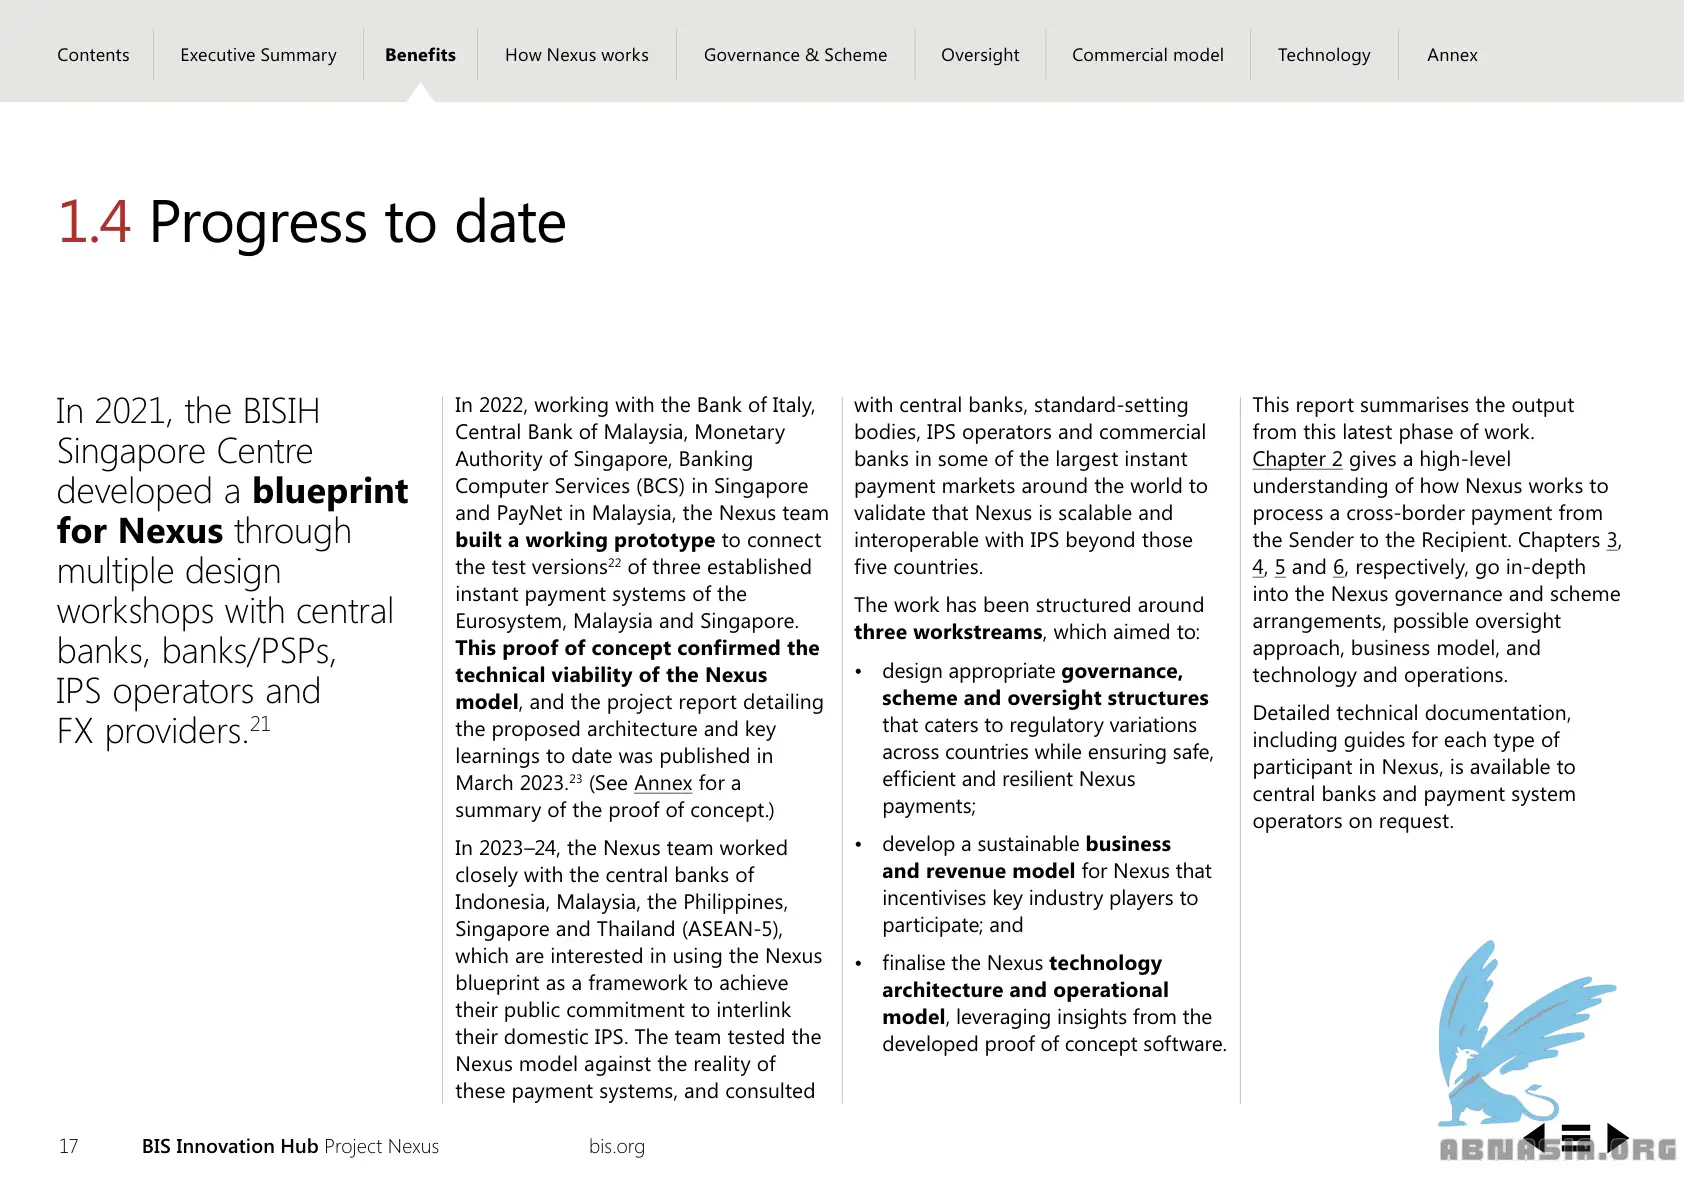 Contents
Executive Summary
Benefits
How Nexus works
Governance & Scheme
Oversight
Commercial model
Technology
Annex
1.4 Progress to date
In 2021, the BISIH
Singapore Centre
developed a blueprint
for Nexus through
multiple design
workshops with central
banks, banks/PSPs,
IPS operators and
FX providers.21
In 2022, working with the Bank of Italy,
Central Bank of Malaysia, Monetary
Authority of Singapore, Banking
Computer Services (BCS) in Singapore
and PayNet in Malaysia, the Nexus team
built a working prototype to connect
the test versions22 of three established
instant payment systems of the
Eurosystem, Malaysia and Singapore.
This proof of concept confirmed the
technical viability of the Nexus
model, and the project report detailing
the proposed architecture and key
learnings to date was published in
March 2023.23 (See Annex for a
summary of the proof of concept.)
In 2023–24, the Nexus team worked
closely with the central banks of
Indonesia, Malaysia, the Philippines,
Singapore and Thailand (ASEAN-5),
which are interested in using the Nexus
blueprint as a framework to achieve
their public commitment to interlink
their domestic IPS. The team tested the
Nexus model against the reality of
these payment systems, and consulted
with central banks, standard-setting
bodies, IPS operators and commercial
banks in some of the largest instant
payment markets around the world to
validate that Nexus is scalable and
interoperable with IPS beyond those
five countries.
The work has been structured around
three workstreams, which aimed to:
• design appropriate governance,
scheme and oversight structures
that caters to regulatory variations
across countries while ensuring safe,
efficient and resilient Nexus
payments;
• develop a sustainable business
and revenue model for Nexus that
incentivises key industry players to
participate; and
• finalise the Nexus technology
architecture and operational
model, leveraging insights from the
developed proof of concept software.
This report summarises the output
from this latest phase of work.
Chapter 2 gives a high-level
understanding of how Nexus works to
process a cross-border payment from
the Sender to the Recipient. Chapters 3,
4, 5 and 6, respectively, go in-depth
into the Nexus governance and scheme
arrangements, possible oversight
approach, business model, and
technology and operations.
Detailed technical documentation,
including guides for each type of
participant in Nexus, is available to
central banks and payment system
operators on request.
17
BIS Innovation Hub Project Nexus
bis.org
ABNASIA.ORG